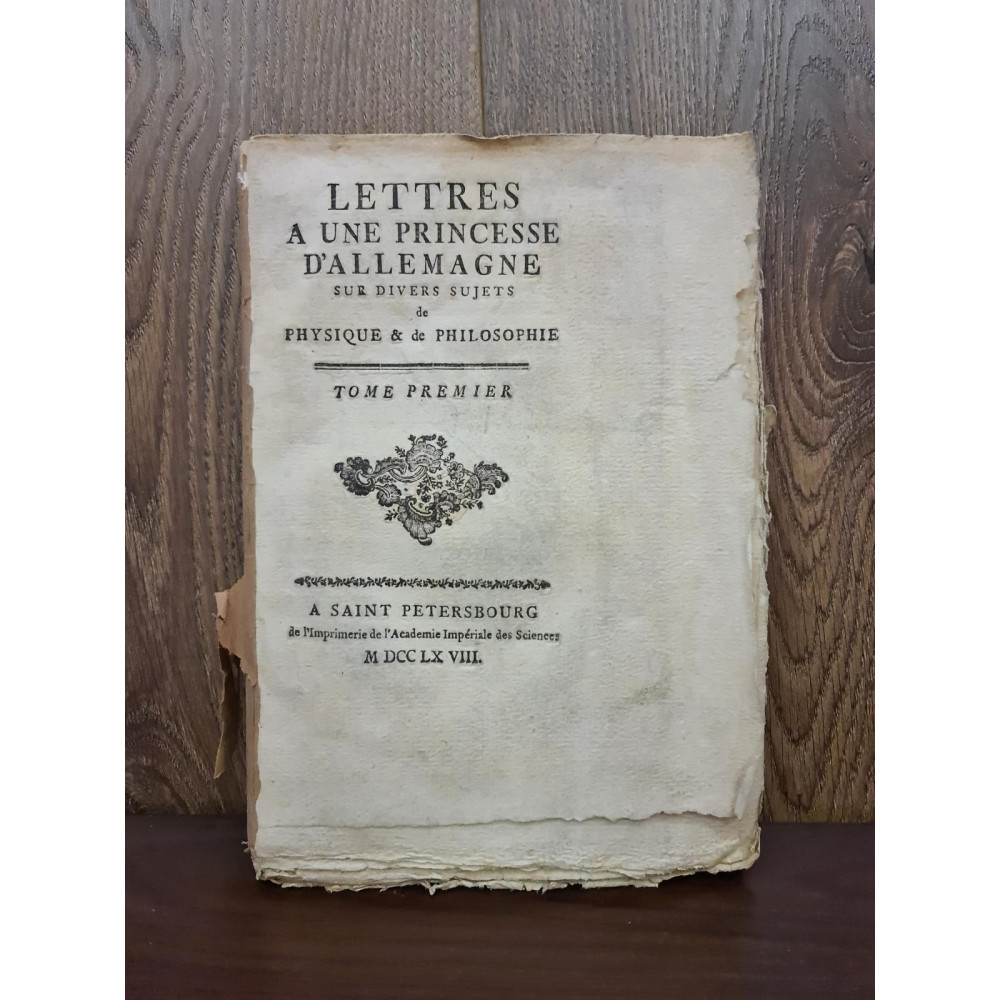 LETTRES
A UNE PRINCESSE
D'ALLEMAGNE
SUR DIVERS SUJETS
de
PHYSIQUE & de PHILOSOPHIE
TOME PREMIER
A SAINT PETERSBOURG
de l'Imprimerie de l'Academie Impériale des Sciences
M DCC LX VIII.